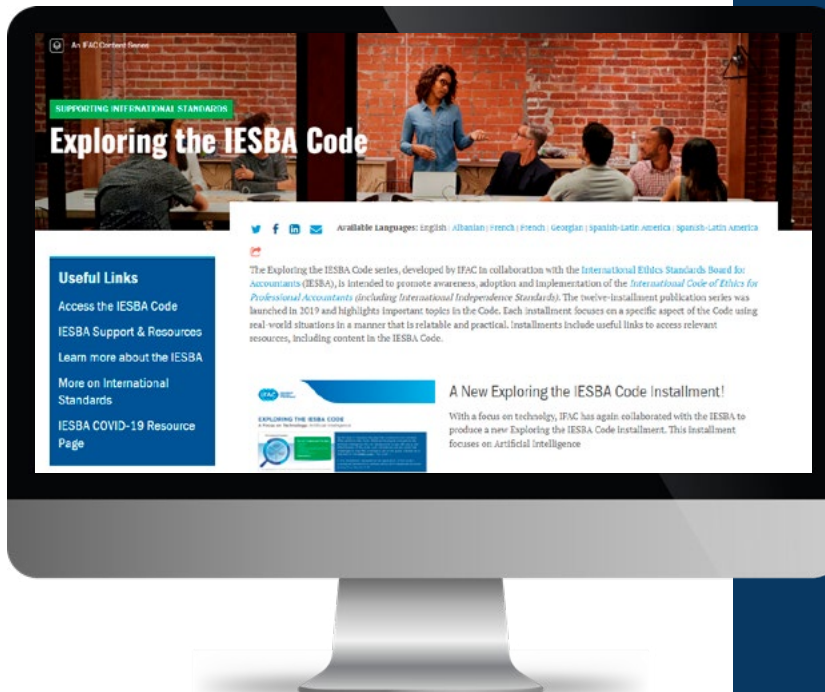 An IFAC Content Series
SUPPORTING INTERNATIONAL STANDARDS
Exploring the IESBA Code
Available Languages: English | Albanian | French | French | Georgian | Spanish-Latin America | Spanish-Latin America
Useful Links
Access the IESBA Code
IESBA Support & Resources
Learn more about the IESBA
More on International
Standards
IESBA COVID-19 Resource
Page
The Exploring the IESBA Code series, developed by IFAC in collaboration with the International Ethics Standards Board for
Accountants (IESBA), is intended to promote awareness, adoption and implementation of the International Code of Ethics for
Professional Accountants (including International Independence Standards). The twelve-installment publication series was
launched in 2019 and highlights important topics in the Code. Each installment focuses on a specific aspect of the Code using
real-world situations in a manner that is relatable and practical. Installments include useful links to access relevant
resources, including content in the IESBA Code.
IFAC
EXPLORING THE IESBA CODE
A Focus on Technology: Artificial Intelligence
A New Exploring the IESBA Code Installment!
With a focus on technolgy, IFAC has again collaborated with the IESBA to
produce a new Exploring the IESBA Code installment. This installment
focuses on Artificial Intelligence